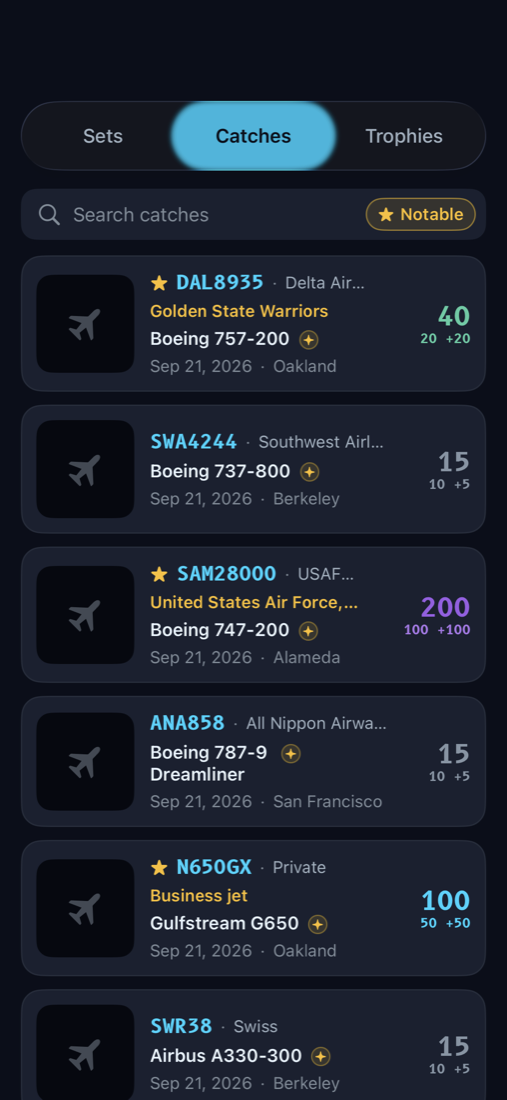 Sets Catches Trophies
Search catches Notable
DAL8935 · Delta Air...
Golden State Warriors
Boeing 757-200
Sep 21, 2026 · Oakland
40
20 +20
SWA4244 · Southwest Airl...
Boeing 737-800
Sep 21, 2026 · Berkeley
15
10 +5
SAM28000 · USAF...
United States Air Force,...
Boeing 747-200
Sep 21, 2026 · Alameda
200
100 +100
ANA858 · All Nippon Airwa...
Boeing 787-9
Dreamliner
Sep 21, 2026 · San Francisco
15
10 +5
N650GX · Private
Business jet
Gulfstream G650
Sep 21, 2026 · Oakland
100
50 +50
SWR38 · Swiss
Airbus A330-300
Sep 21, 2026 · Berkeley
15
10 +5